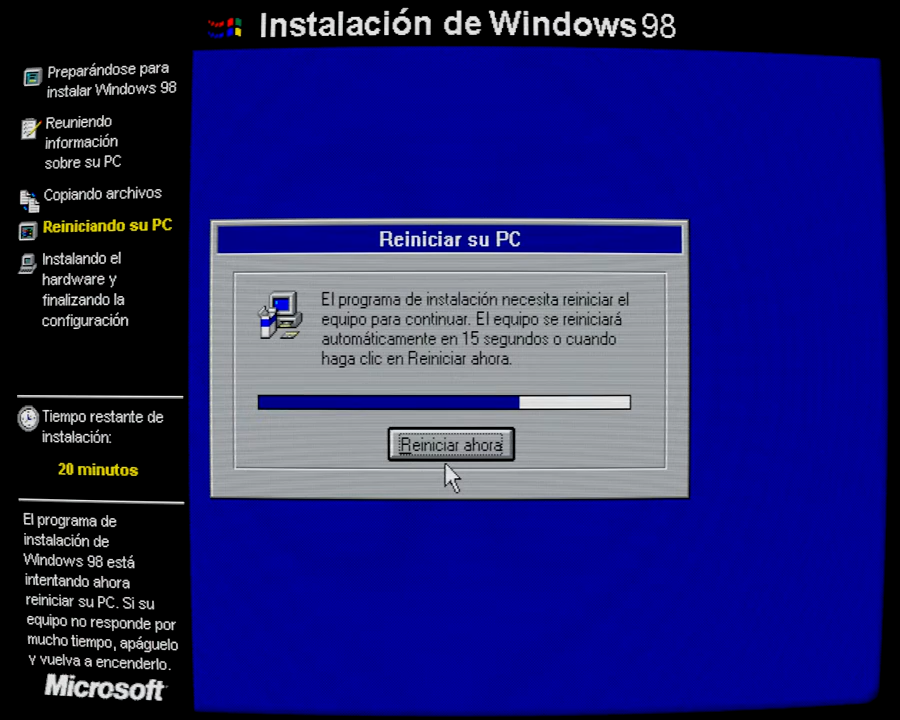 Instalación de Windows 98
Preparándose para
instalar Windows 98
Reuniendo
información
sobre su PC
Copiando archivos
Reiniciando su PC
Instalando el
hardware y
finalizando la
configuración
Tiempo restante de
instalación:
20 minutos
El programa de
instalación de
Windows 98 está
intentando ahora
reiniciar su PC. Si su
equipo no responde por
mucho tiempo, apáguelo
y vuelva a encenderlo.
Microsoft
Reiniciar su PC
El programa de instalación necesita reiniciar el
equipo para continuar. El equipo se reiniciará
automáticamente en 15 segundos o cuando
haga clic en Reiniciar ahora.
Reiniciar ahora